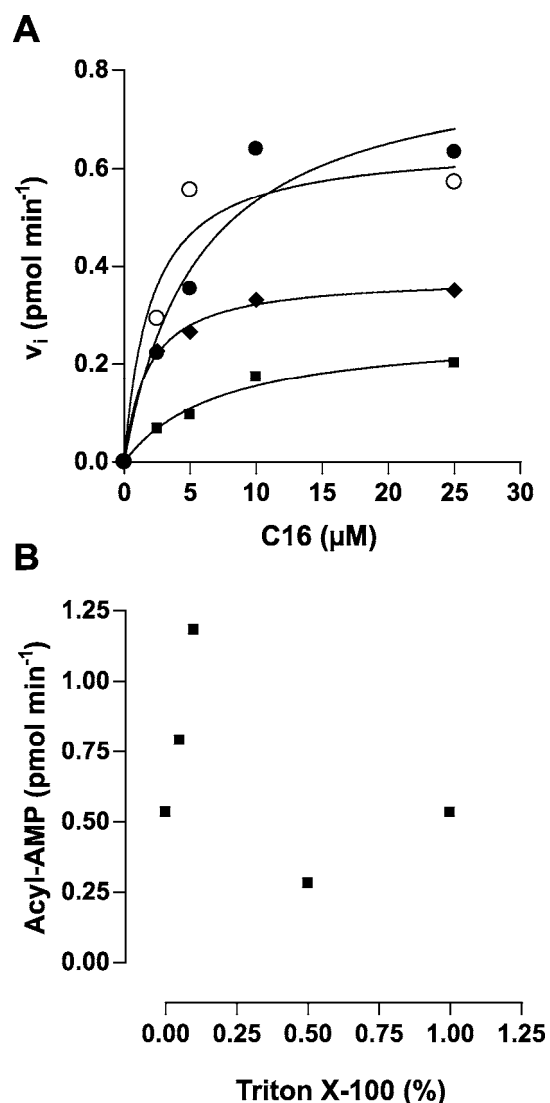 A
0.8
0.6
0.4
0.2
0.0
vᵢ (pmol min⁻¹)
0 5 10 15 20 25 30
C16 (µM)
B
1.25
1.00
0.75
0.50
0.25
0.00
Acyl-AMP (pmol min⁻¹)
0.00 0.25 0.50 0.75 1.00 1.25
Triton X-100 (%)